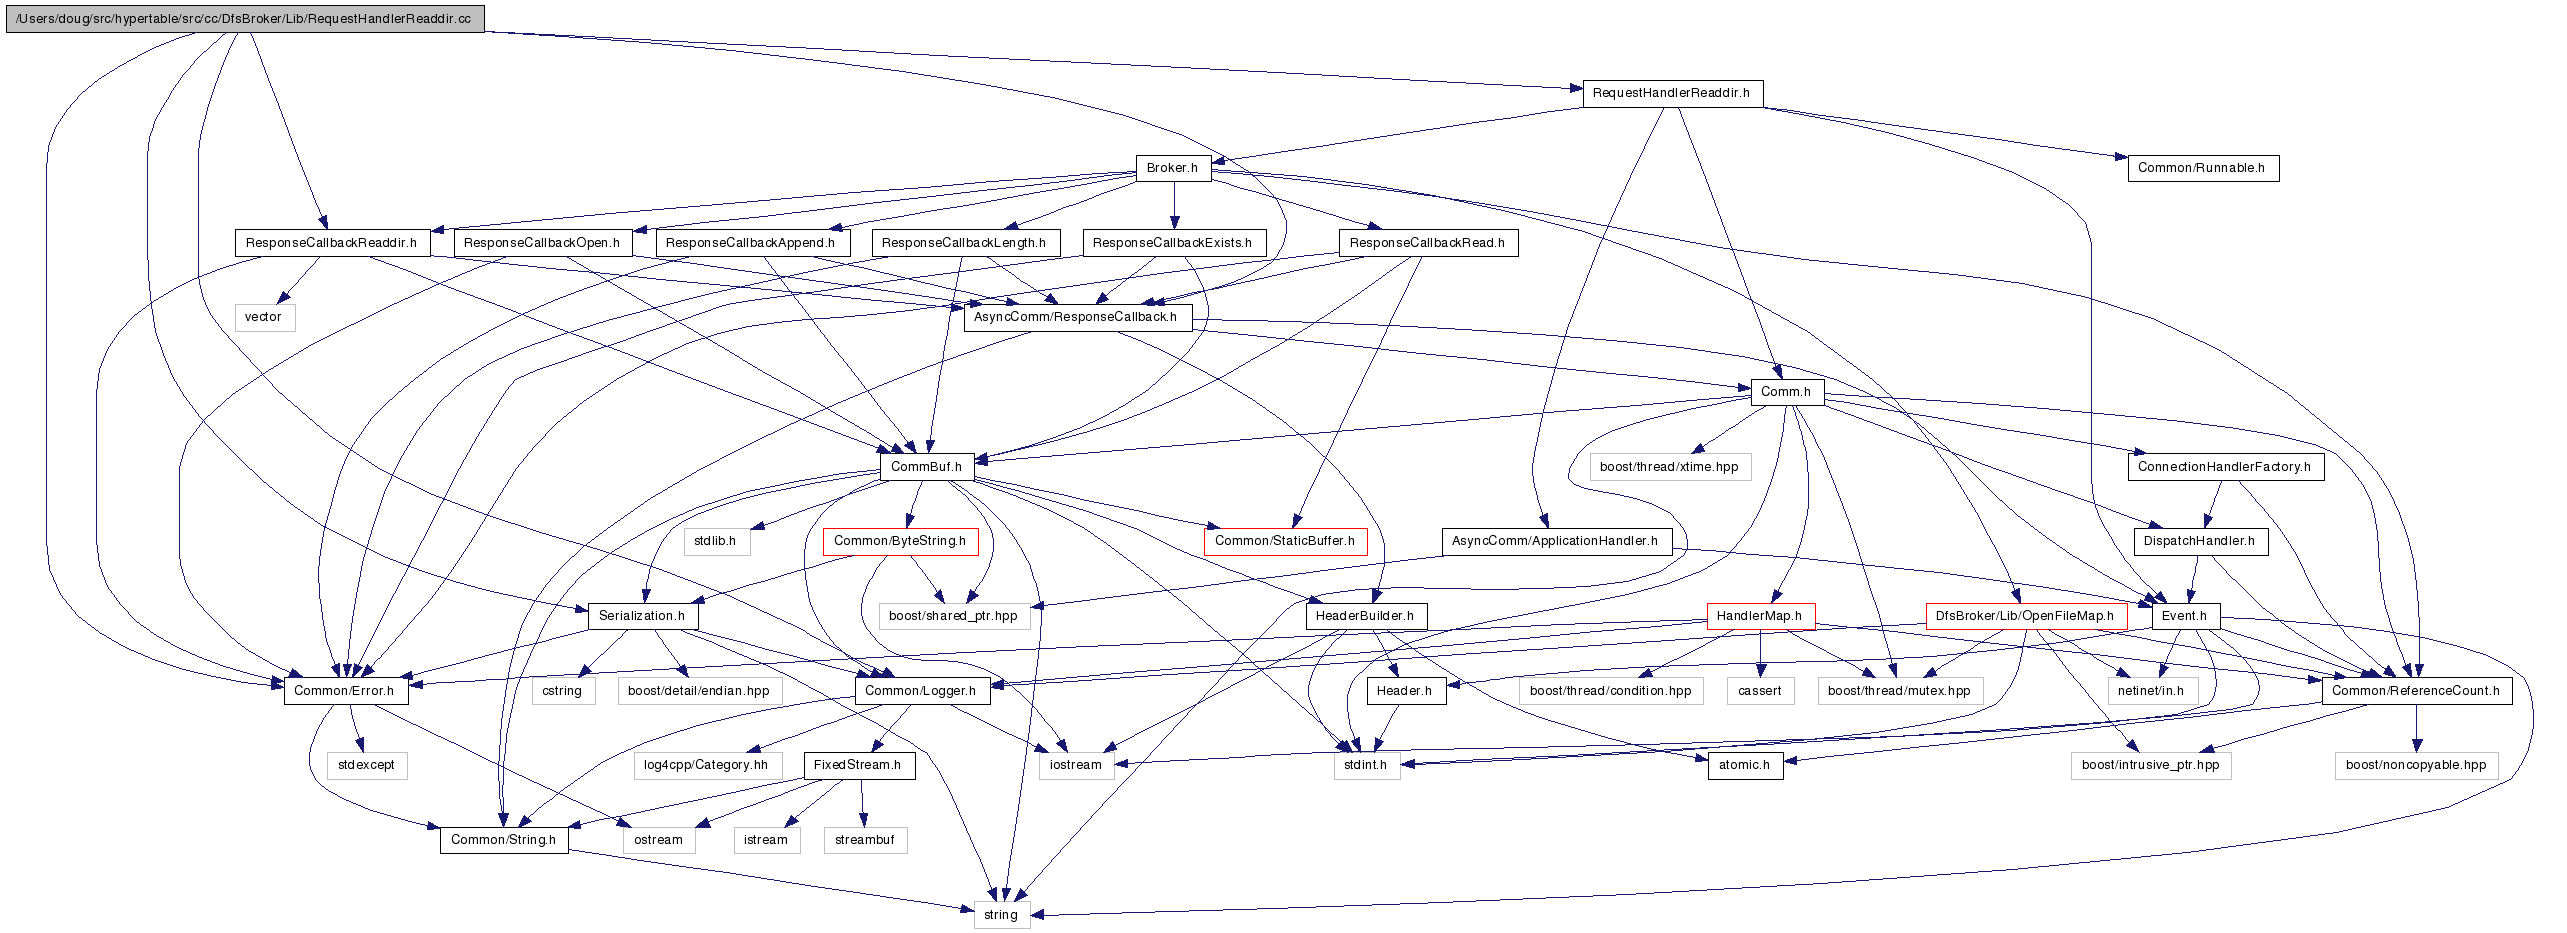 /Users/doug/src/hypertable/src/cc/DfsBroker/Lib/RequestHandlerReaddir.cc
RequestHandlerReaddir.h
Broker.h
Common/Runnable.h
ResponseCallbackReaddir.h
ResponseCallbackOpen.h
ResponseCallbackAppend.h
ResponseCallbackLength.h
ResponseCallbackExists.h
ResponseCallbackRead.h
vector
AsyncComm/ResponseCallback.h
Comm.h
CommBuf.h
boost/thread/xtime.hpp
ConnectionHandlerFactory.h
stdlib.h
Common/ByteString.h
Common/StaticBuffer.h
AsyncComm/ApplicationHandler.h
DispatchHandler.h
Serialization.h
boost/shared_ptr.hpp
HeaderBuilder.h
HandlerMap.h
DfsBroker/Lib/OpenFileMap.h
Event.h
Common/Error.h
cstring
boost/detail/endian.hpp
Common/Logger.h
Header.h
boost/thread/condition.hpp
cassert
boost/thread/mutex.hpp
netinet/in.h
Common/ReferenceCount.h
stdexcept
log4cpp/Category.hh
FixedStream.h
iostream
stdint.h
atomic.h
boost/intrusive_ptr.hpp
boost/noncopyable.hpp
Common/String.h
ostream
istream
streambuf
string